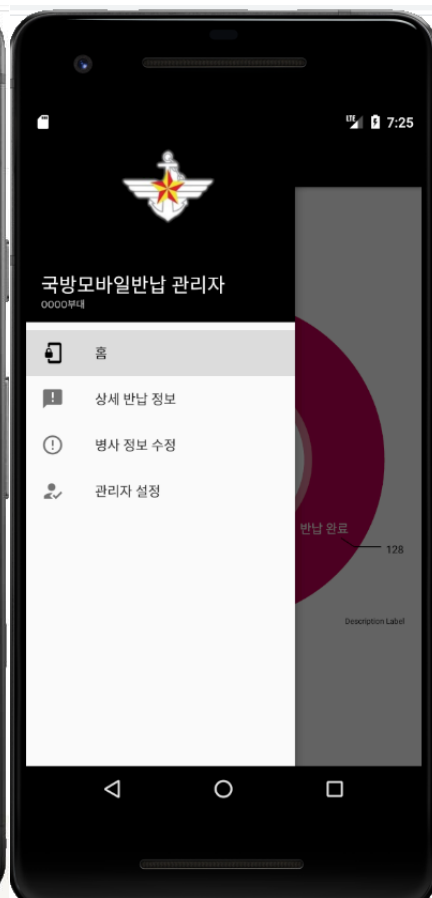 LTE 7:25
국방모바일반납 관리자
0000부대
홈
상세 반납 정보
병사 정보 수정
관리자 설정
반납 완료
128
Description Label